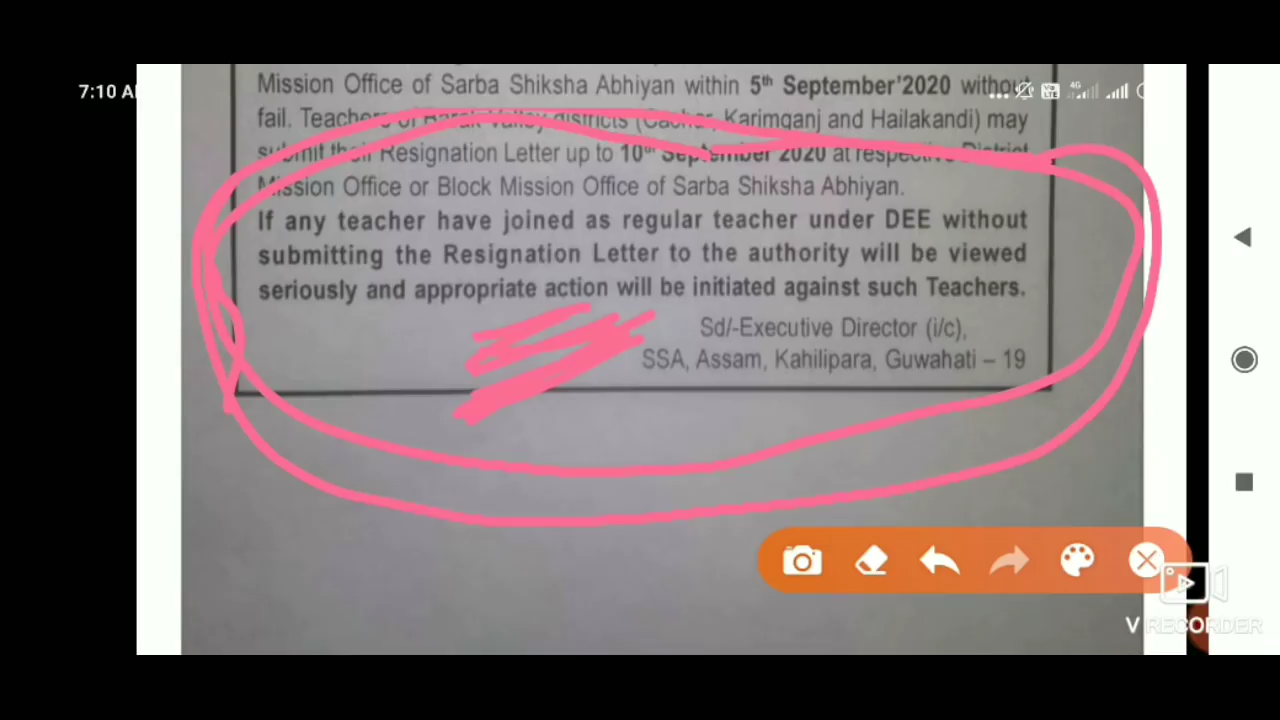 7:10 A
Mission Office of Sarba Shiksha Abhiyan within 5th September'2020 without
fail. Teachers of Barak Valley districts (Cachar, Karimganj and Hailakandi) may
submit their Resignation Letter up to 10th September 2020 at respective District
Mission Office or Block Mission Office of Sarba Shiksha Abhiyan.
If any teacher have joined as regular teacher under DEE without
submitting the Resignation Letter to the authority will be viewed
seriously and appropriate action will be initiated against such Teachers.
Sd/-Executive Director (i/c),
SSA, Assam, Kahilipara, Guwahati – 19
V RECORDER